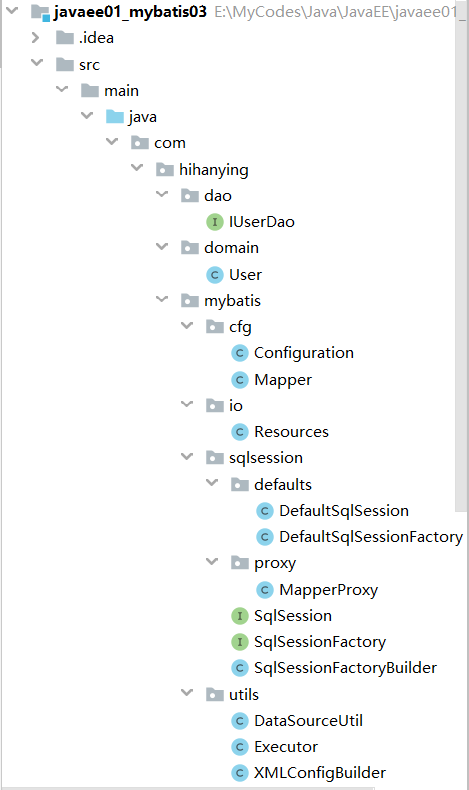 javaee01_mybatis03 E:\MyCodes\Java\JavaEE\javaee01_
.idea
src
main
java
com
hihanying
dao
IUserDao
domain
User
mybatis
cfg
Configuration
Mapper
io
Resources
sqlsession
defaults
DefaultSqlSession
DefaultSqlSessionFactory
proxy
MapperProxy
SqlSession
SqlSessionFactory
SqlSessionFactoryBuilder
utils
DataSourceUtil
Executor
XMLConfigBuilder